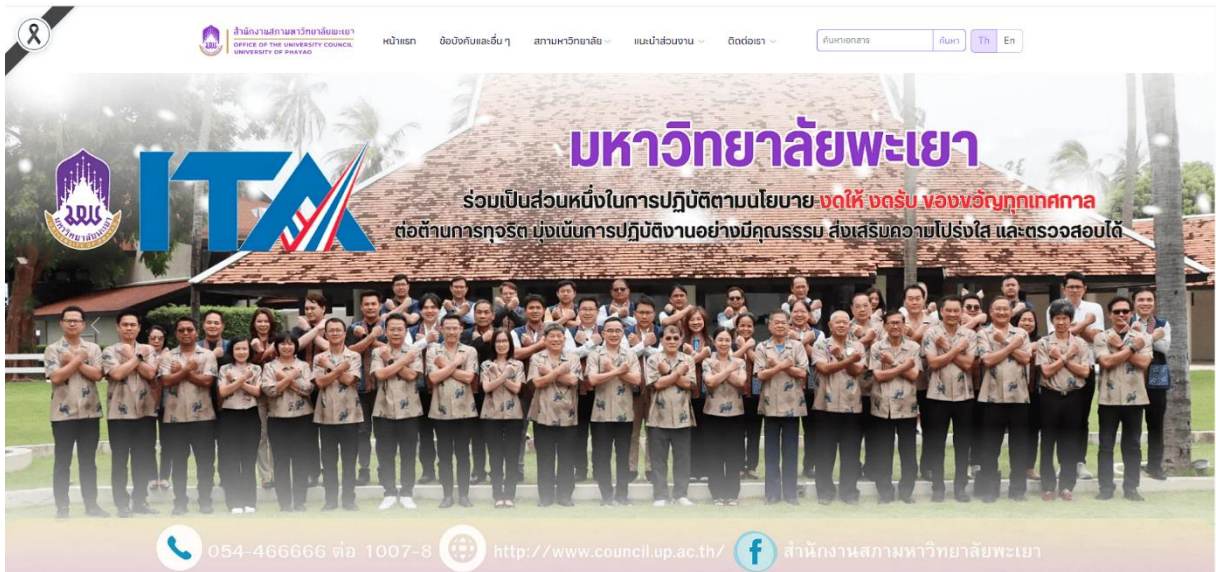 สำนักงานสภามหาวิทยาลัยพะเยา
OFFICE OF THE UNIVERSITY COUNCIL
UNIVERSITY OF PHAYAO
หน้าแรก
ข้อบังคับและอื่น ๆ
สภามหาวิทยาลัย
แนะนำส่วนงาน
ติดต่อเรา
ค้นหาเอกสาร
ค้นหา
Th
En
ITA
มหาวิทยาลัยพะเยา
ร่วมเป็นส่วนหนึ่งในการปฏิบัติตามนโยบาย งดให้ งดรับ ของขวัญทุกเทศกาล
ต่อต้านการทุจริต มุ่งเน้นการปฏิบัติงานอย่างมีคุณธรรม ส่งเสริมความโปร่งใส และตรวจสอบได้
054-466666 ต่อ 1007-8
http://www.council.up.ac.th/
สำนักงานสภามหาวิทยาลัยพะเยา